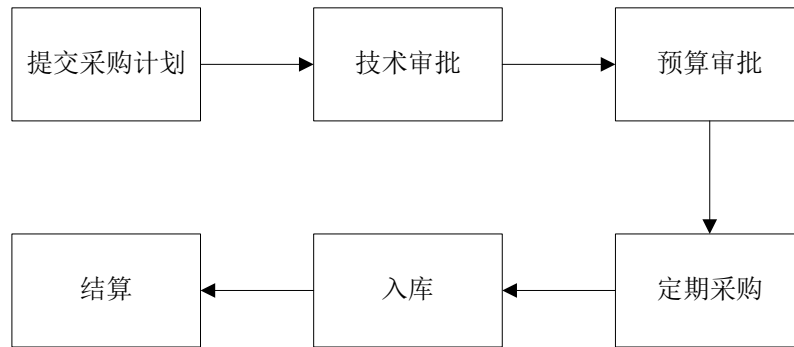 提交采购计划
技术审批
预算审批
定期采购
入库
结算